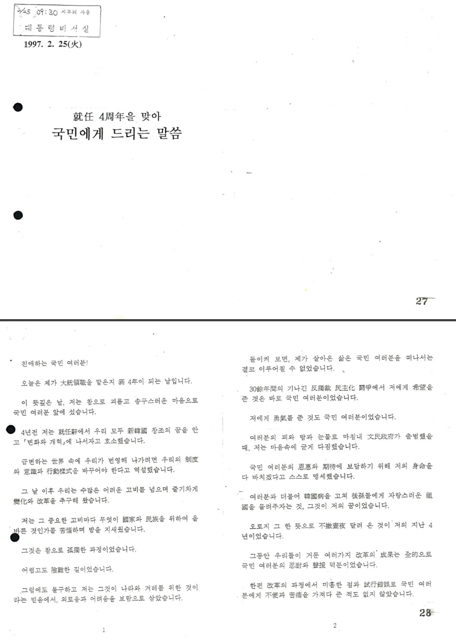 2/25 09:30
대통령비서실
1997. 2. 25(火)
就任 4周年을 맞아
국민에게 드리는 말씀
27
친애하는 국민 여러분!
오늘은 제가 大統領職을 맡은지 滿 4年이 되는 날입니다.
이 뜻깊은 날, 저는 참으로 괴롭고 송구스러운 마음으로
국민 여러분 앞에 섰습니다.
4년전 저는 就任辭에서 우리 모두 新韓國 창조의 꿈을 안
고 「변화와 개혁」에 나서자고 호소했습니다.
급변하는 世界 속에 우리가 번영해 나가려면 우리의 制度
와 意識과 行動樣式을 바꾸어야 한다고 역설했습니다.
그 날 이후 우리는 수많은 어려운 고비를 넘으며 줄기차게
變化와 改革을 추구해 왔습니다.
저는 그 중요한 고비마다 무엇이 國家와 民族을 위하여 올
바른 것인가를 苦惱하며 밤을 지새웠습니다.
그것은 참으로 孤獨한 과정이었습니다.
어렵고도 險難한 길이었습니다.
그럼에도 불구하고 저는 그것이 나라와 겨레를 위한 것이
라는 믿음에서, 외로움과 어려움을 보람으로 삼았습니다.
1
돌이켜 보면, 제가 살아온 삶은 국민 여러분을 떠나서는
결코 이루어질 수 없었습니다.
30餘年間의 기나긴 反獨裁 民主化 鬪爭에서 저에게 希望을
준 것은 바로 국민 여러분이었습니다.
저에게 勇氣를 준 것도 국민 여러분이었습니다.
여러분의 피와 땀과 눈물로 마침내 文民政府가 출범했을
때, 저는 마음속에 굳게 다짐했습니다.
국민 여러분의 恩惠와 期待에 보답하기 위해 저의 身命을
다 바치겠다고 스스로 맹세했습니다.
여러분과 더불어 韓國病을 고쳐 後孫들에게 자랑스런 祖
國을 물려주자는 것, 그것이 저의 꿈이었습니다.
오로지 그 한 뜻으로 不撤晝夜 달려 온 것이 저의 지난 4
년이었습니다.
그동안 우리들이 거둔 여러가지 改革의 成果는 全的으로
국민 여러분의 忍耐와 聲援 덕분이었습니다.
한편 改革의 과정에서 미흡한 점과 試行錯誤로 국민 여러
분에게 不便과 苦痛을 가져다 준 적도 없지 않았습니다.
2
28